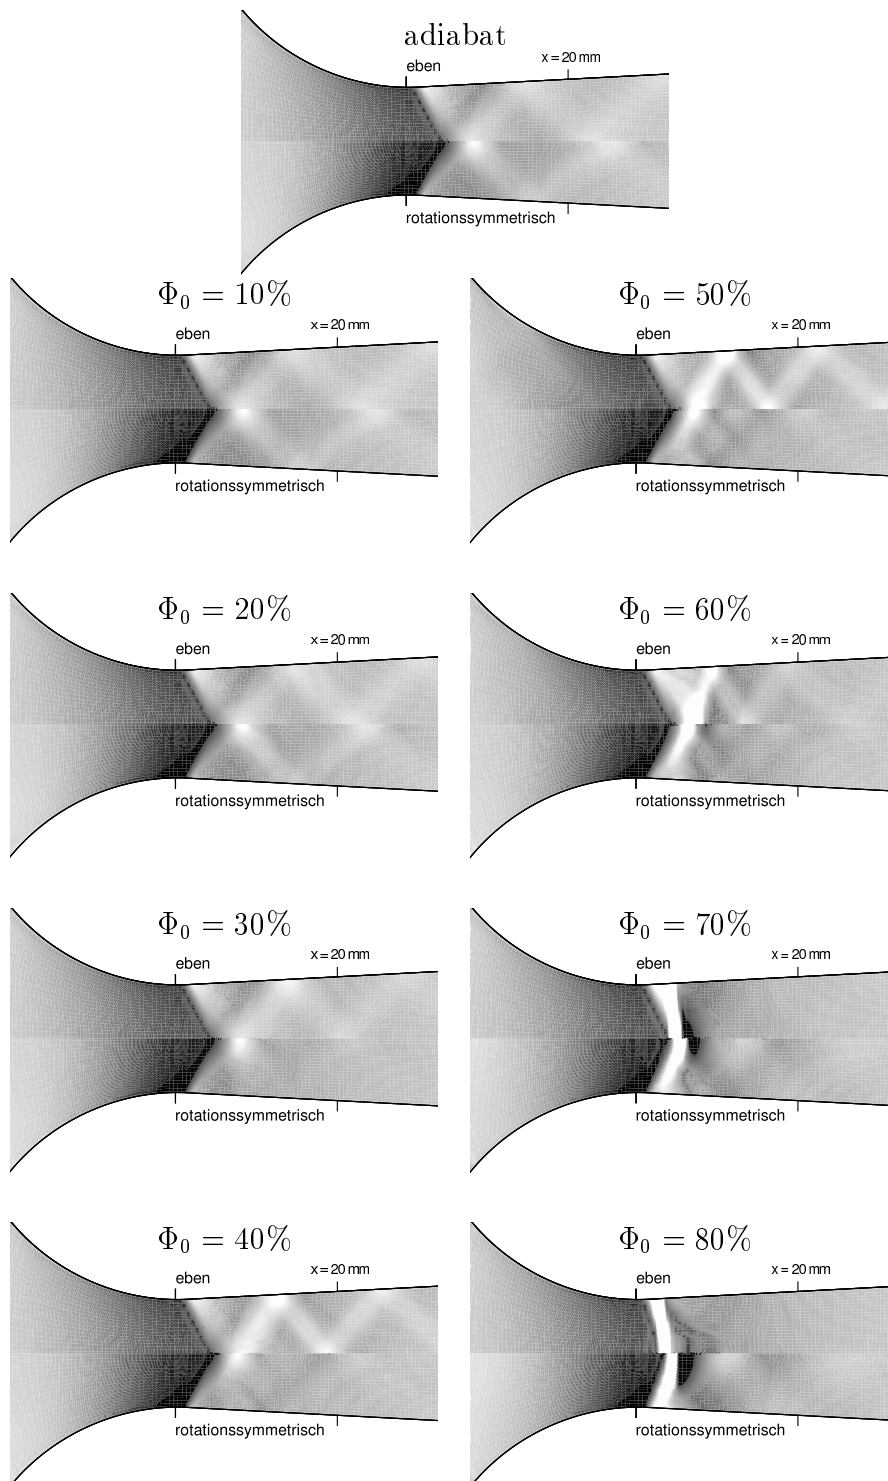 adiabat
eben
x = 20 mm
rotationssymmetrisch
Φ₀ = 10%
eben
x = 20 mm
rotationssymmetrisch
Φ₀ = 50%
eben
x = 20 mm
rotationssymmetrisch
Φ₀ = 20%
eben
x = 20 mm
rotationssymmetrisch
Φ₀ = 60%
eben
x = 20 mm
rotationssymmetrisch
Φ₀ = 30%
eben
x = 20 mm
rotationssymmetrisch
Φ₀ = 70%
eben
x = 20 mm
rotationssymmetrisch
Φ₀ = 40%
eben
x = 20 mm
rotationssymmetrisch
Φ₀ = 80%
eben
x = 20 mm
rotationssymmetrisch